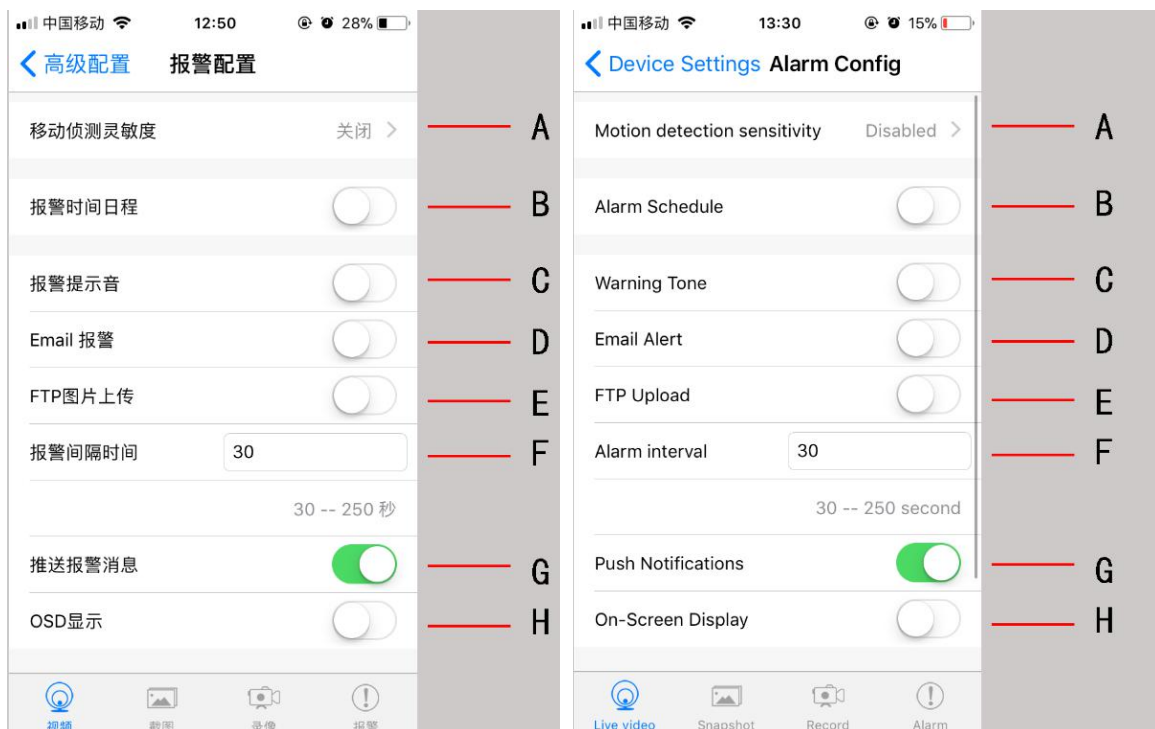 中国移动 12:50 28%
高级配置 报警配置
移动侦测灵敏度 关闭 A
报警时间日程 B
报警提示音 C
Email 报警 D
FTP图片上传 E
报警间隔时间 30 F
30 -- 250 秒
推送报警消息 G
OSD显示 H
视频 截图 录像 报警
中国移动 13:30 15%
Device Settings Alarm Config
Motion detection sensitivity Disabled A
Alarm Schedule B
Warning Tone C
Email Alert D
FTP Upload E
Alarm interval 30 F
30 -- 250 second
Push Notifications G
On-Screen Display H
Live video Snapshot Record Alarm